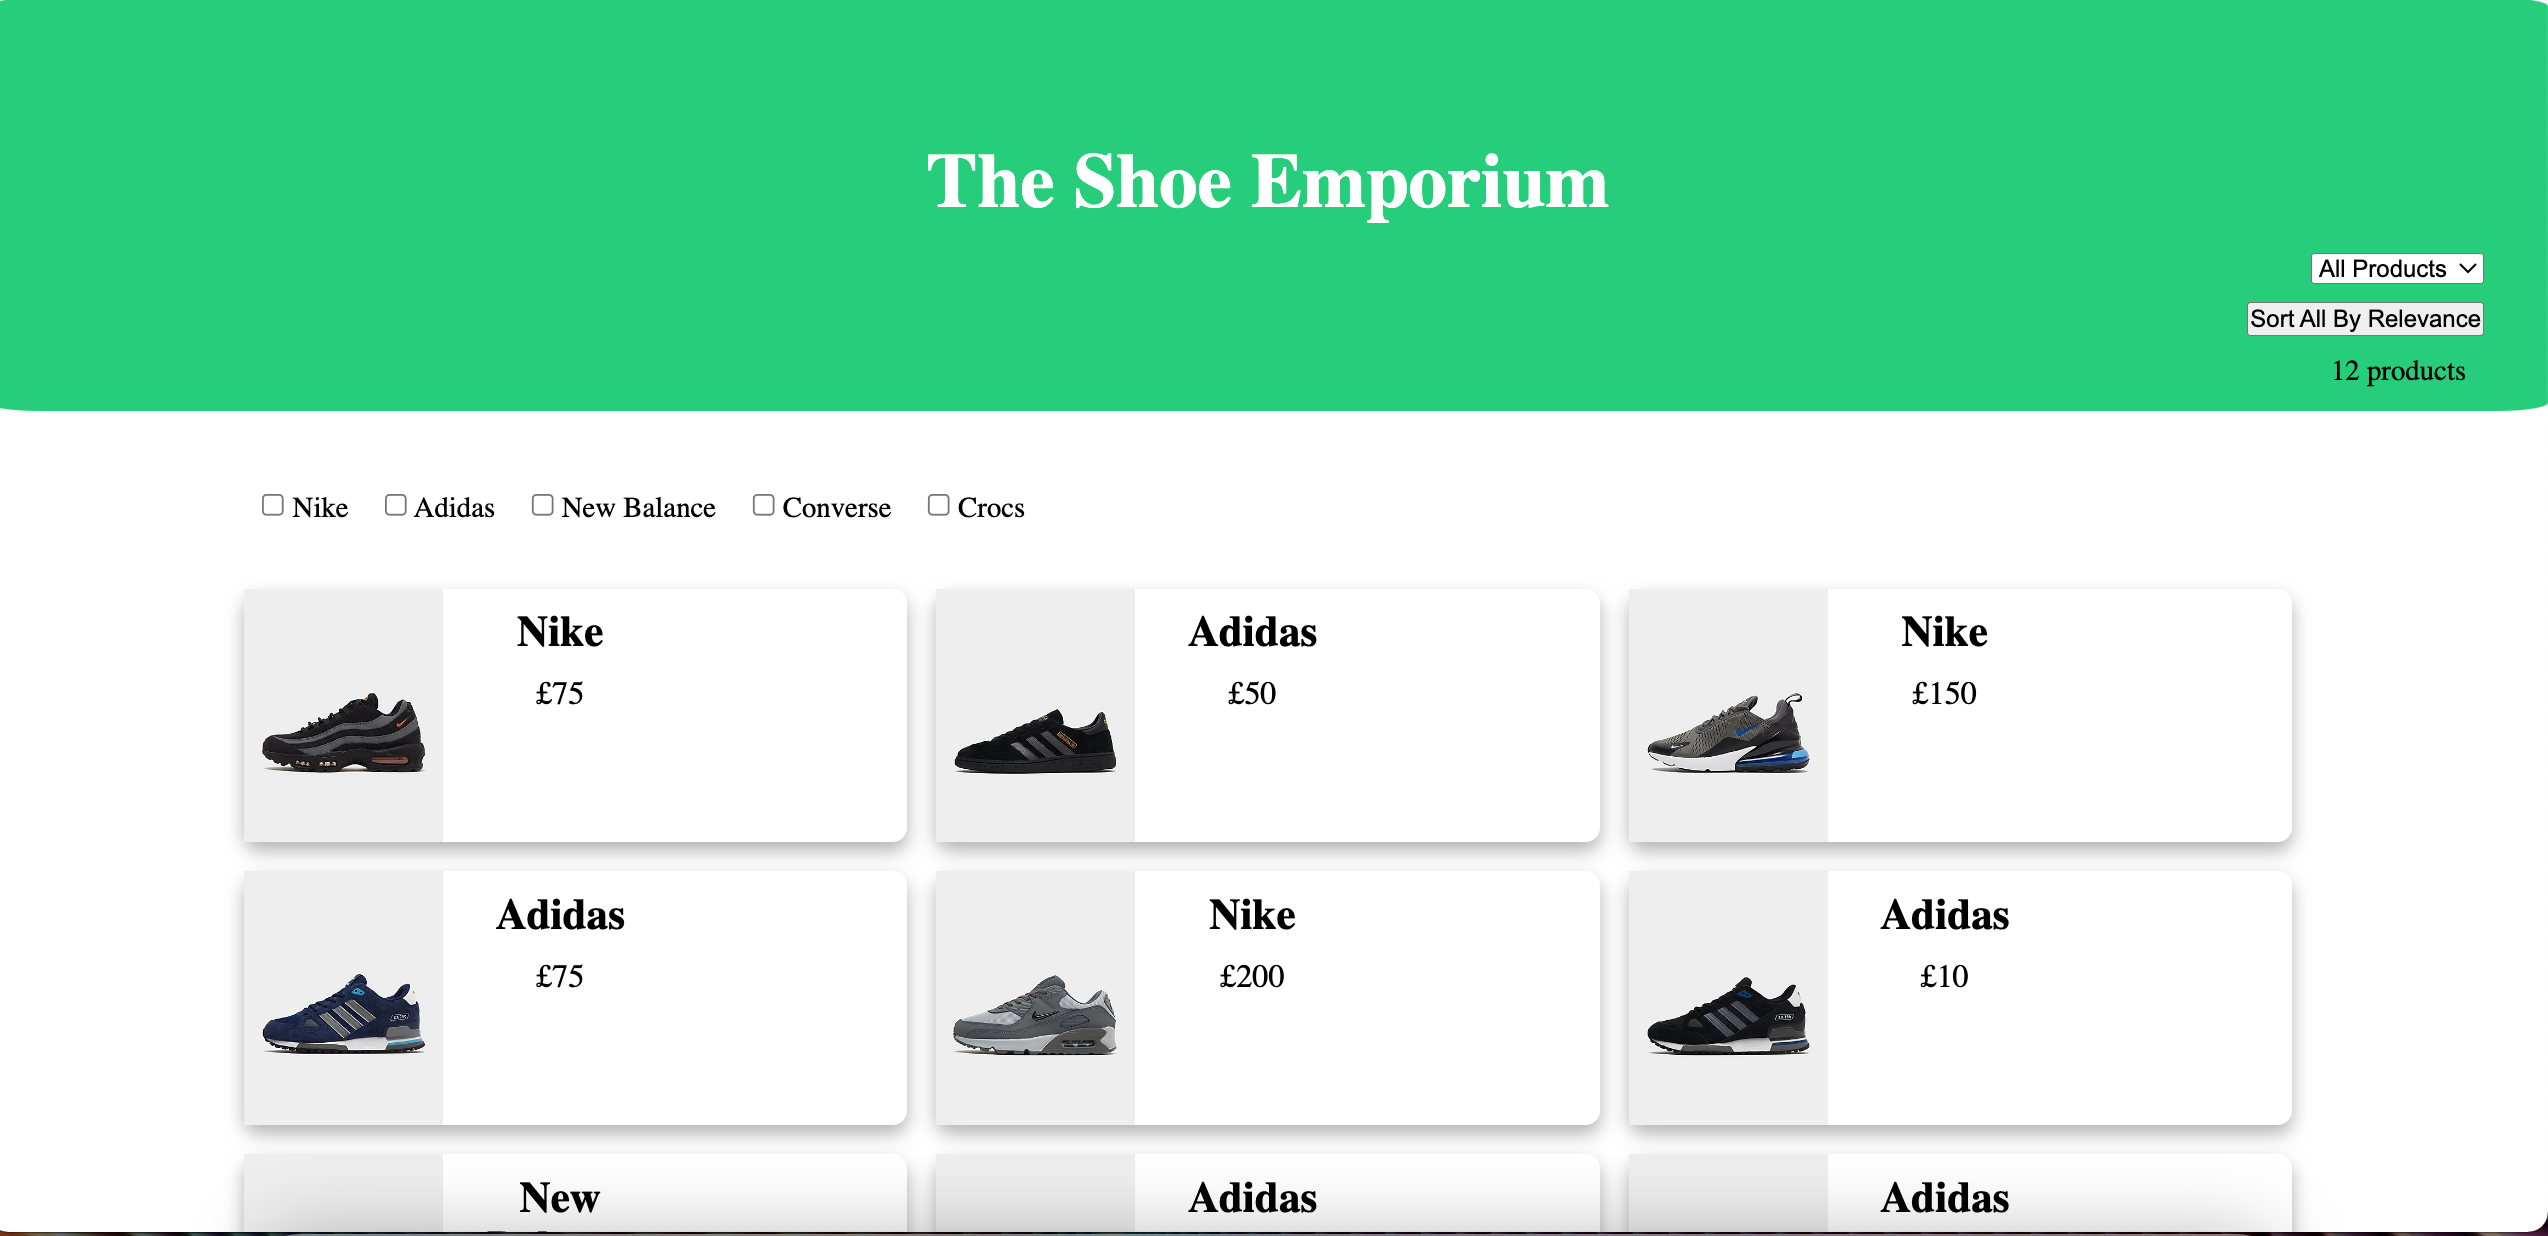 The Shoe Emporium
All Products
Sort All By Relevance
12 products
Nike Adidas New Balance Converse Crocs
Nike
£75
Adidas
£50
Nike
£150
Adidas
£75
Nike
£200
Adidas
£10
New
Adidas
Adidas